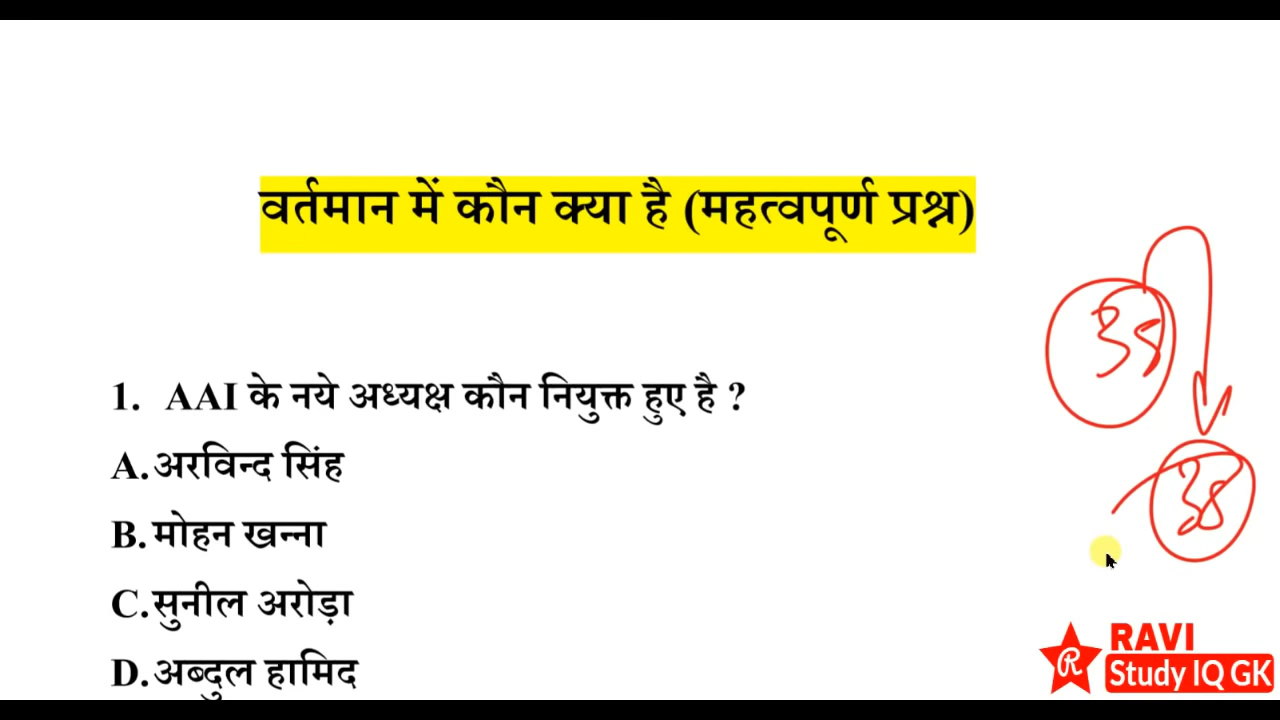 वर्तमान में कौन क्या है (महत्वपूर्ण प्रश्न)
1. AAI के नये अध्यक्ष कौन नियुक्त हुए है ?
A.अरविन्द सिंह
B.मोहन खन्ना
C.सुनील अरोड़ा
D.अब्दुल हामिद
38
38
RAVI
R
Study IQ GK